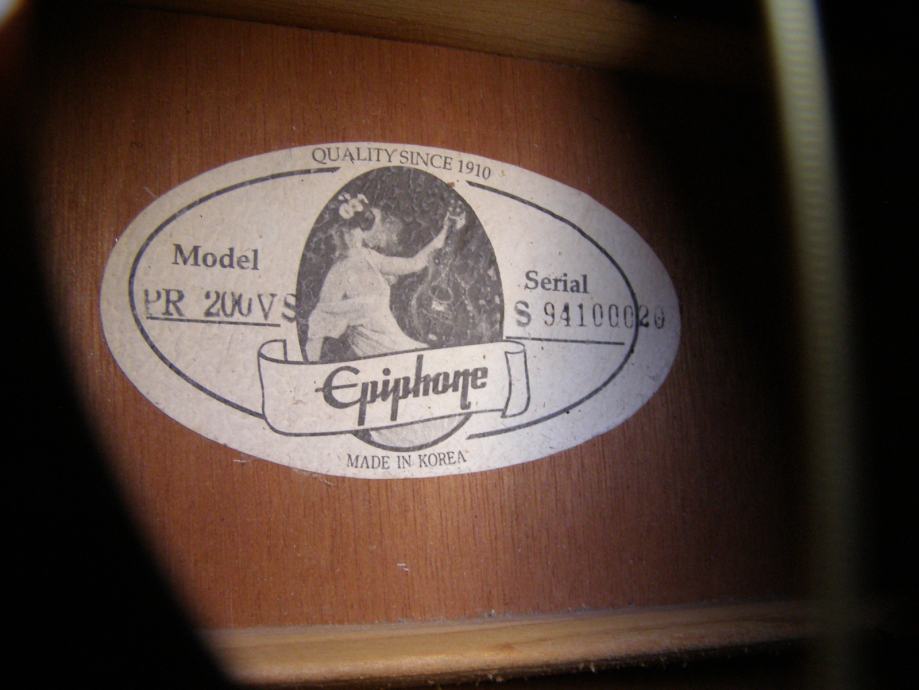 QUALITY SINCE 1910
Model
PR 200VS
Serial
S 94100020
Epiphone
MADE IN KOREA